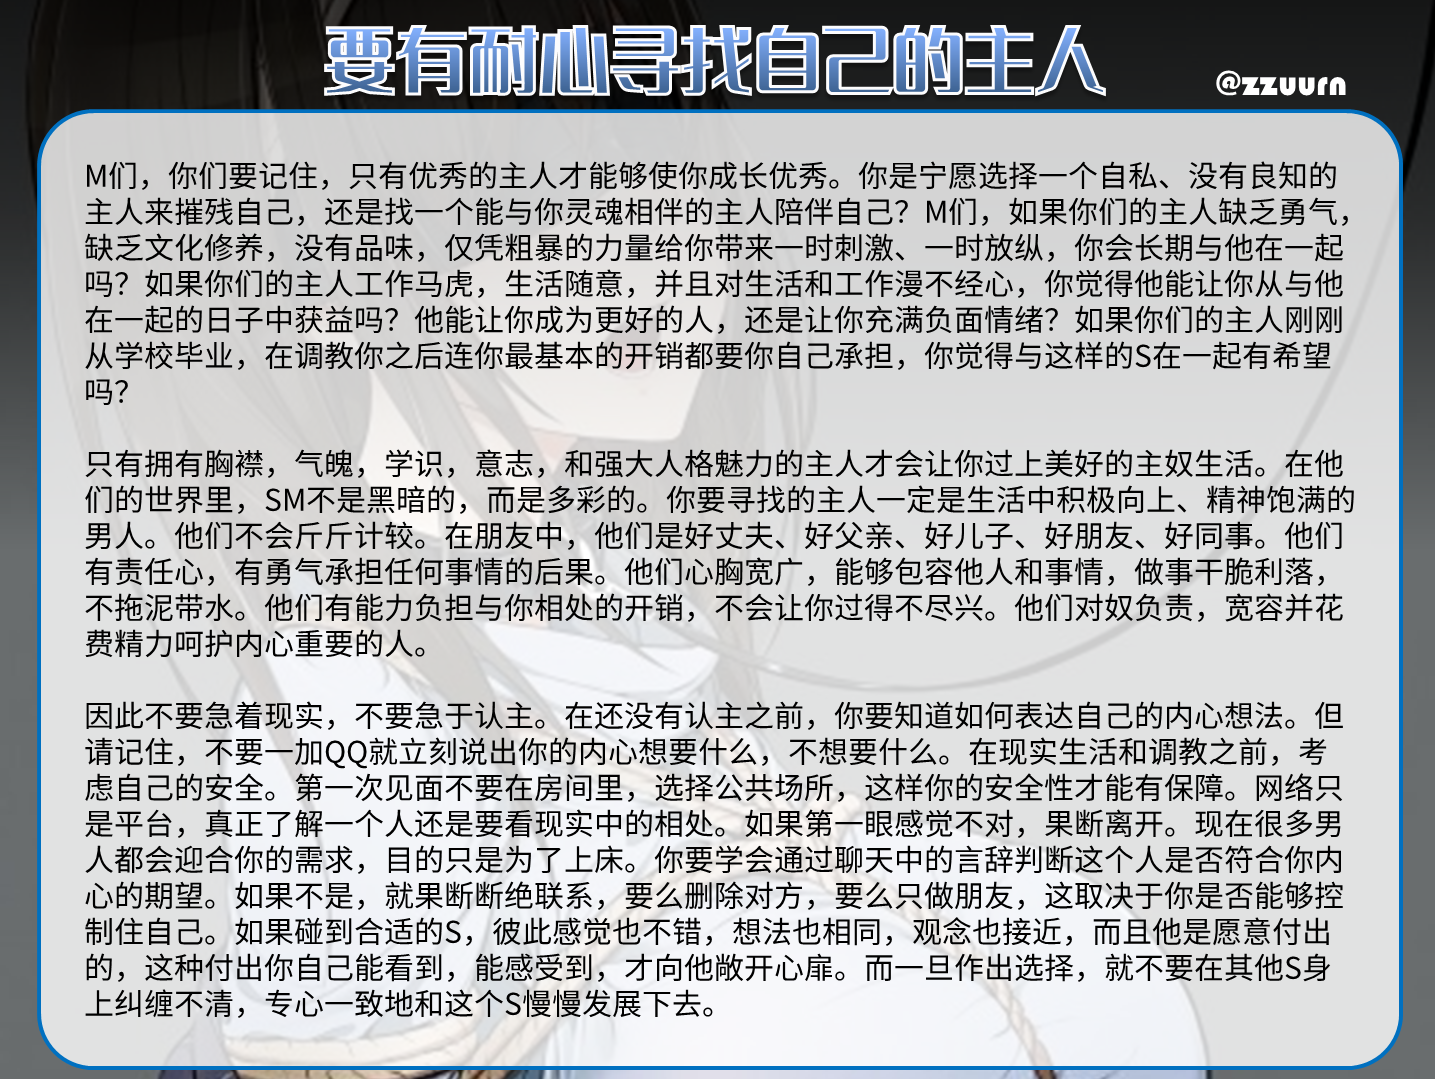 要有耐心寻找自己的主人
@zzuurn
M们，你们要记住，只有优秀的主人才能够使你成长优秀。你是宁愿选择一个自私、没有良知的
主人来摧残自己，还是找一个能与你灵魂相伴的主人陪伴自己？M们，如果你们的主人缺乏勇气，
缺乏文化修养，没有品味，仅凭粗暴的力量给你带来一时刺激、一时放纵，你会长期与他在一起
吗？如果你们的主人工作马虎，生活随意，并且对生活和工作漫不经心，你觉得他能让你从与他
在一起的日子中获益吗？他能让你成为更好的人，还是让你充满负面情绪？如果你们的主人刚刚
从学校毕业，在调教你之后连你最基本的开销都要你自己承担，你觉得与这样的S在一起有希望
吗？
只有拥有胸襟，气魄，学识，意志，和强大人格魅力的主人才会让你过上美好的主奴生活。在他
们的世界里，SM不是黑暗的，而是多彩的。你要寻找的主人一定是生活中积极向上、精神饱满的
男人。他们不会斤斤计较。在朋友中，他们是好丈夫、好父亲、好儿子、好朋友、好同事。他们
有责任心，有勇气承担任何事情的后果。他们心胸宽广，能够包容他人和事情，做事干脆利落，
不拖泥带水。他们有能力负担与你相处的开销，不会让你过得不尽兴。他们对奴负责，宽容并花
费精力呵护内心重要的人。
因此不要急着现实，不要急于认主。在还没有认主之前，你要知道如何表达自己的内心想法。但
请记住，不要一加QQ就立刻说出你的内心想要什么，不想要什么。在现实生活和调教之前，考
虑自己的安全。第一次见面不要在房间里，选择公共场所，这样你的安全性才能有保障。网络只
是平台，真正了解一个人还是要看现实中的相处。如果第一眼感觉不对，果断离开。现在很多男
人都会迎合你的需求，目的只是为了上床。你要学会通过聊天中的言辞判断这个人是否符合你内
心的期望。如果不是，就果断断绝联系，要么删除对方，要么只做朋友，这取决于你是否能够控
制住自己。如果碰到合适的S，彼此感觉也不错，想法也相同，观念也接近，而且他是愿意付出
的，这种付出你自己能看到，能感受到，才向他敞开心扉。而一旦作出选择，就不要在其他S身
上纠缠不清，专心一致地和这个S慢慢发展下去。